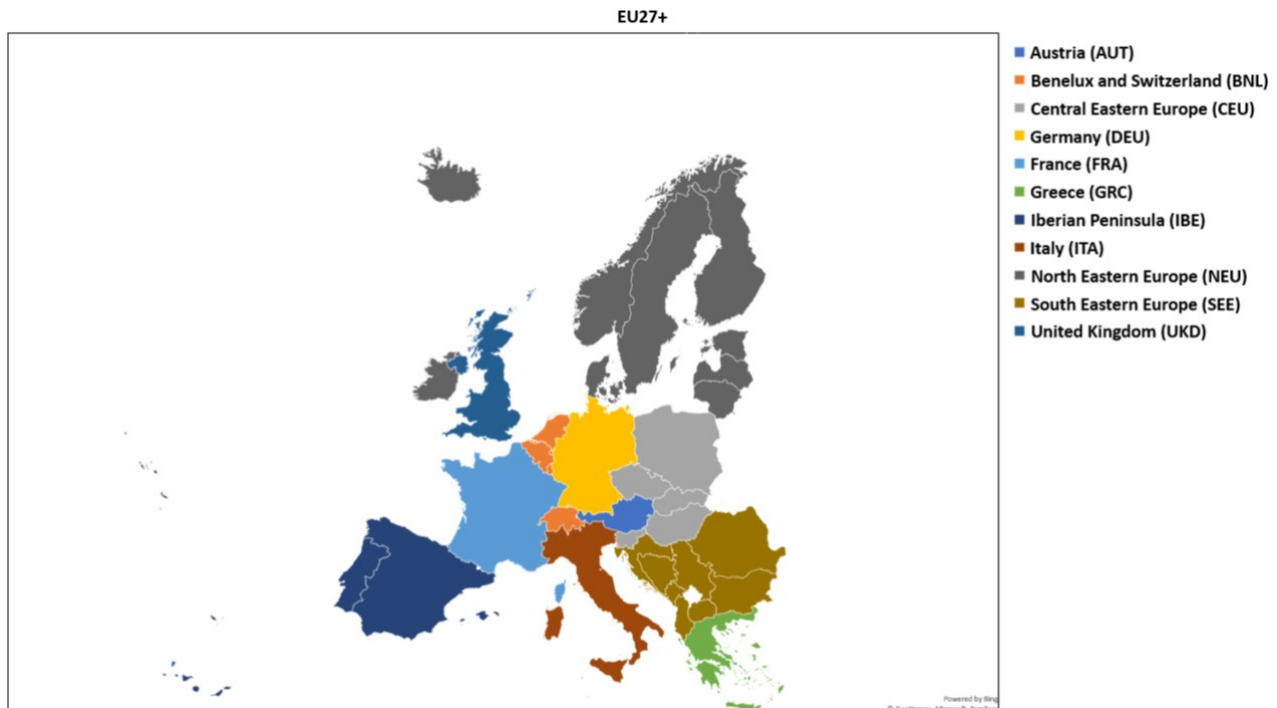 EU27+
Austria (AUT)
Benelux and Switzerland (BNL)
Central Eastern Europe (CEU)
Germany (DEU)
France (FRA)
Greece (GRC)
Iberian Peninsula (IBE)
Italy (ITA)
North Eastern Europe (NEU)
South Eastern Europe (SEE)
United Kingdom (UKD)
Powered by Bing